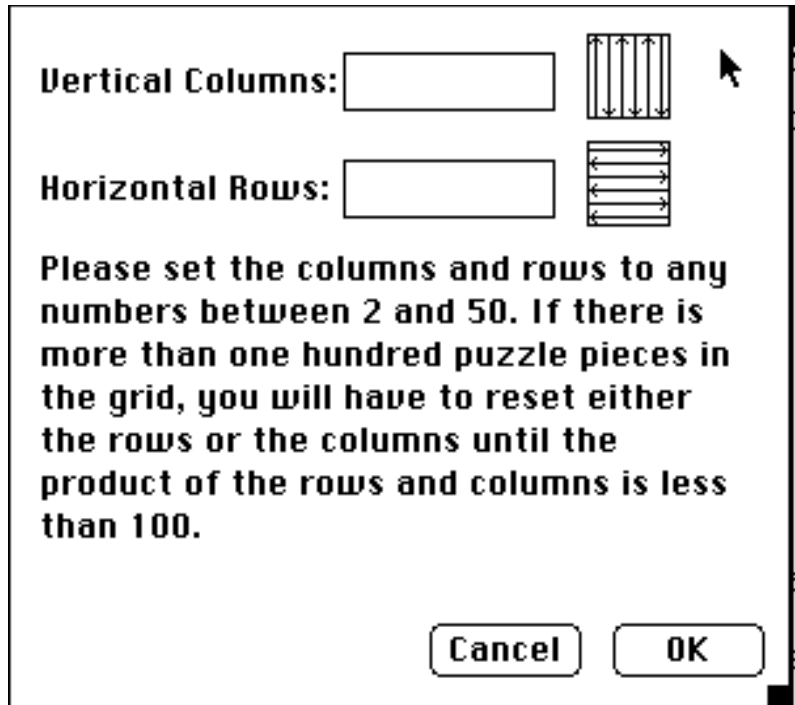 Vertical Columns:
Horizontal Rows:
Please set the columns and rows to any
numbers between 2 and 50. If there is
more than one hundred puzzle pieces in
the grid, you will have to reset either
the rows or the columns until the
product of the rows and columns is less
than 100.
Cancel OK